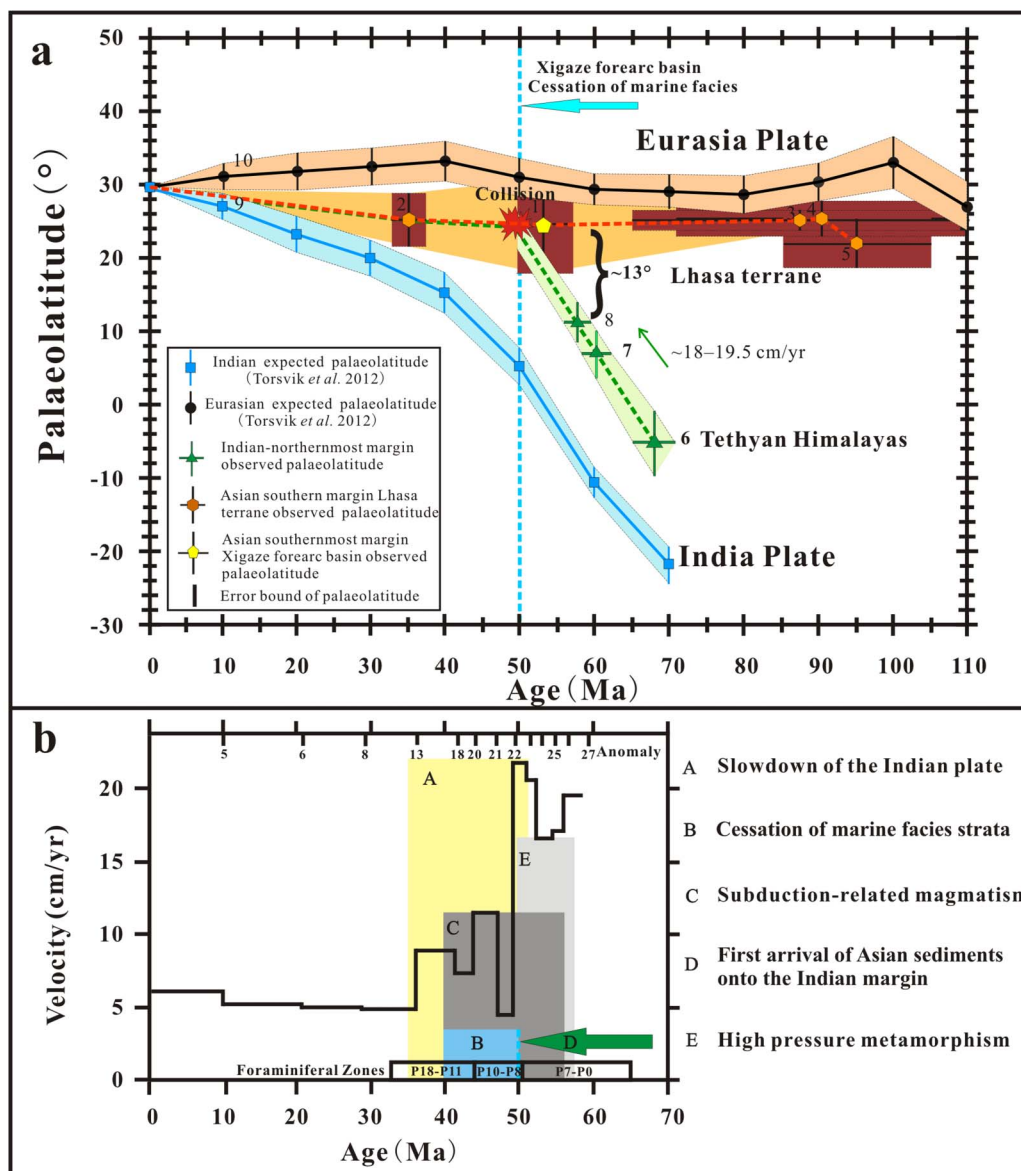 a
50
40
30
20
10
0
-10
-20
-30
Palaeolatitude (°)
Xigaze forearc basin
Cessation of marine facies
Eurasia Plate
10
9
2
Collision
3
4
5
Lhasa terrane
~13°
8
7
~18–19.5 cm/yr
6 Tethyan Himalayas
India Plate
Indian expected palaeolatitude
(Torsvik et al. 2012)
Eurasian expected palaeolatitude
(Torsvik et al. 2012)
Indian-northernmost margin
observed palaeolatitude
Asian southern margin Lhasa
terrane observed palaeolatitude
Asian southernmost margin
Xigaze forearc basin observed
palaeolatitude
Error bound of palaeolatitude
0 10 20 30 40 50 60 70 80 90 100 110
Age (Ma)
b
5 6 8 13 18 20 21 22 25 27 Anomaly
20
15
10
5
0
Velocity (cm/yr)
A
E
C
B
D
Foraminiferal Zones
P18-P11
P10-P8
P7-P0
0 10 20 30 40 50 60 70
Age (Ma)
A Slowdown of the Indian plate
B Cessation of marine facies strata
C Subduction-related magmatism
D First arrival of Asian sediments
onto the Indian margin
E High pressure metamorphism